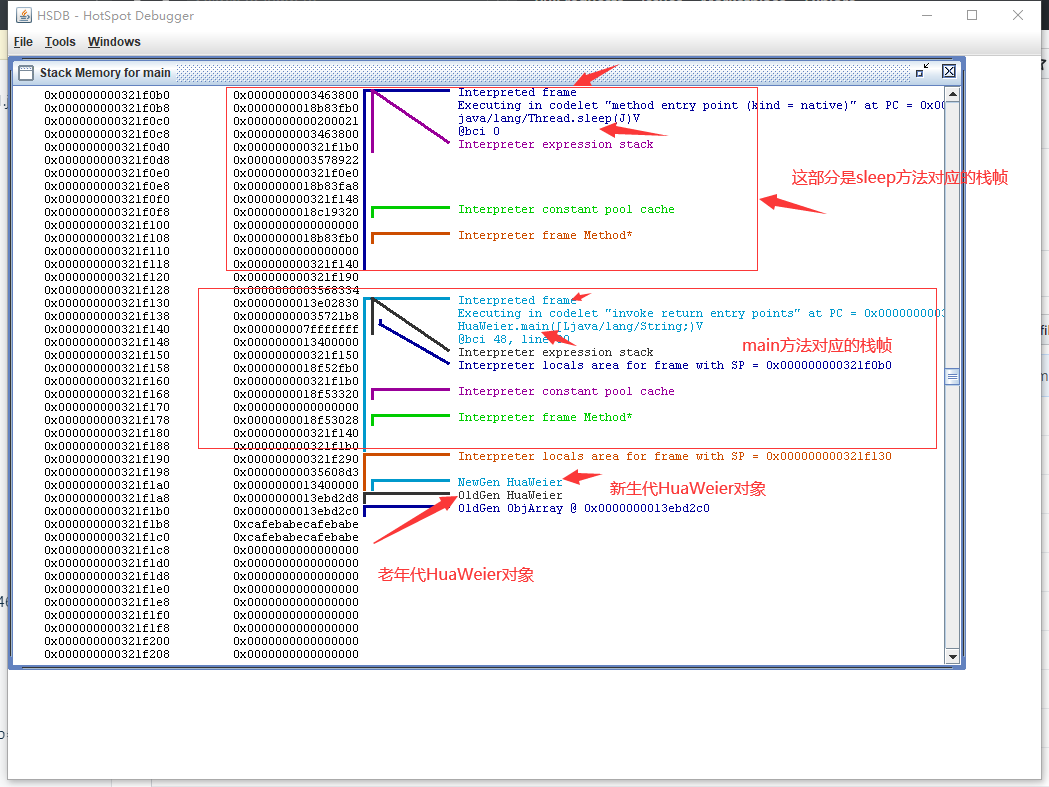 HSDB - HotSpot Debugger
File Tools Windows
Stack Memory for main
0x000000000321f0b0 0x0000000003463800 Interpreted frame
0x000000000321f0b8 0x0000000018b83fb0 Executing in codelet "method entry point (kind = native)" at PC = 0x00
0x000000000321f0c0 0x0000000000200021 java/lang/Thread.sleep(J)V
0x000000000321f0c8 0x0000000003463800 @bci 0
0x000000000321f0d0 0x000000000321f1b0 Interpreter expression stack
0x000000000321f0d8 0x0000000003578922
0x000000000321f0e0 0x000000000321f0e0
这部分是sleep方法对应的栈帧
0x000000000321f0e8 0x0000000018b83fa8
0x000000000321f0f0 0x000000000321f148
0x000000000321f0f8 0x0000000018c19320 Interpreter constant pool cache
0x000000000321f100 0x0000000000000000
0x000000000321f108 0x0000000018b83fb0 Interpreter frame Method*
0x000000000321f110 0x0000000000000000
0x000000000321f118 0x000000000321f140
0x000000000321f120 0x000000000321f190
0x000000000321f128 0x0000000003568334
0x000000000321f130 0x0000000013e02830 Interpreted frame
0x000000000321f138 0x00000000035721b8 Executing in codelet "invoke return entry points" at PC = 0x0000000003
0x000000000321f140 0x000000007fffffff HuaWeier.main([Ljava/lang/String;)V
0x000000000321f148 0x0000000013400000 @bci 48, line
main方法对应的栈帧
0x000000000321f150 0x000000000321f150 Interpreter expression stack
0x000000000321f158 0x0000000018f52fb0 Interpreter locals area for frame with SP = 0x000000000321f0b0
0x000000000321f160 0x000000000321f1b0
0x000000000321f168 0x0000000018f53320 Interpreter constant pool cache
0x000000000321f170 0x0000000000000000
0x000000000321f178 0x0000000018f53028 Interpreter frame Method*
0x000000000321f180 0x000000000321f140
0x000000000321f188 0x000000000321f1b0
0x000000000321f190 0x000000000321f290 Interpreter locals area for frame with SP = 0x000000000321f130
0x000000000321f198 0x00000000035608d3
0x000000000321f1a0 0x0000000013400000 NewGen HuaWeier
新生代HuaWeier对象
0x000000000321f1a8 0x0000000013ebd2d8 OldGen HuaWeier
0x000000000321f1b0 0x0000000013ebd2c0 OldGen ObjArray @ 0x0000000013ebd2c0
0x000000000321f1b8 0xcafebabecafebabe
0x000000000321f1c0 0xcafebabecafebabe
0x000000000321f1c8 0x0000000000000000
0x000000000321f1d0 0x0000000000000000
0x000000000321f1d8 0x0000000000000000
老年代HuaWeier对象
0x000000000321f1e0 0x0000000000000000
0x000000000321f1e8 0x0000000000000000
0x000000000321f1f0 0x0000000000000000
0x000000000321f1f8 0x0000000000000000
0x000000000321f200 0x0000000000000000
0x000000000321f208 0x0000000000000000